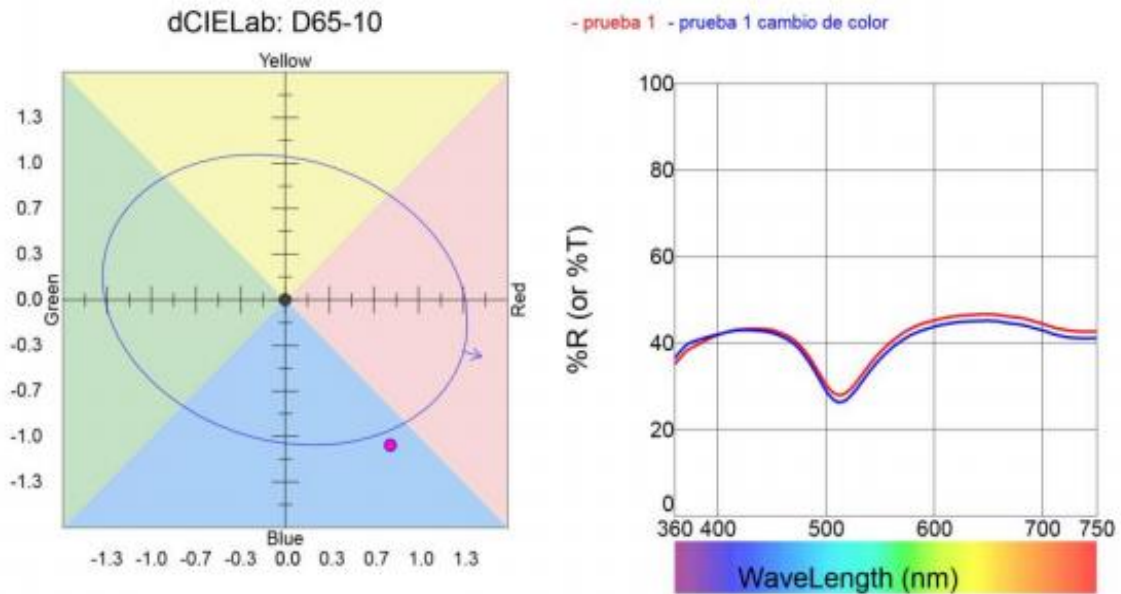 dCIELab: D65-10
Yellow
1.3
1.0
0.7
0.3
0.0
-0.3
-0.7
-1.0
-1.3
Green
Red
Blue
-1.3 -1.0 -0.7 -0.3 0.0 0.3 0.7 1.0 1.3
- prueba 1 - prueba 1 cambio de color
100
80
60
40
20
0
%R (or %T)
360 400 500 600 700 750
WaveLength (nm)